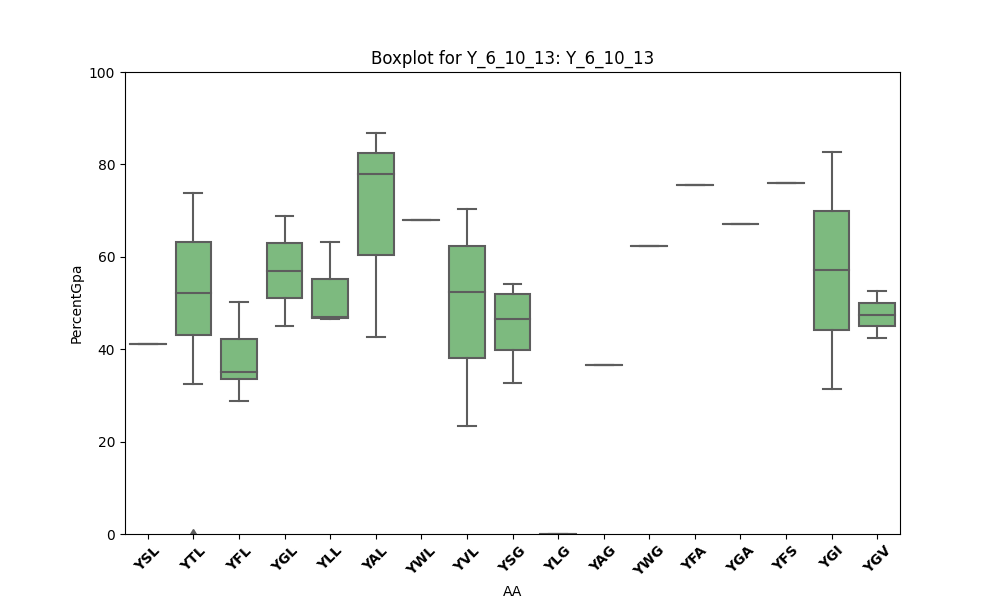 Boxplot for Y_6_10_13: Y_6_10_13
100
80
60
40
20
0
PercentGpa
YSL YTL YFL YGL YLL YAL YWL YVL YSG YLG YAG YWG YFA YGA YFS YGI YGV
AA